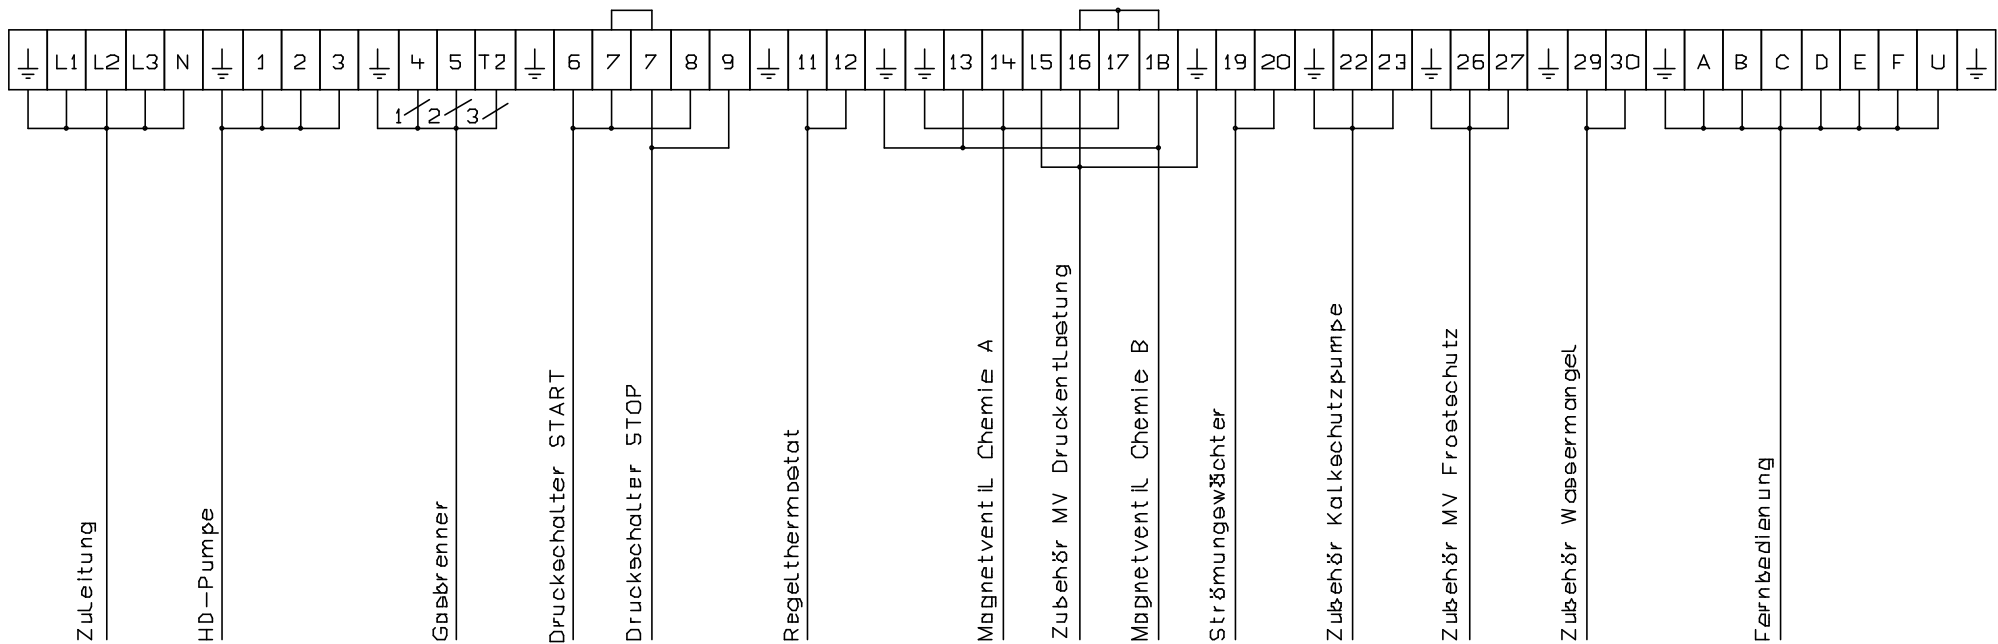 L1 L2 L3 N 1 2 3 4 5 T2 6 7 7 8 9 11 12 13 14 15 16 17 18 19 20 22 23 26 27 29 30 A B C D E F U
1 2 3
Zuleitung
HD-Pumpe
Gasbrenner
Druckschalter START
Druckschalter STOP
Regelthermostat
Magnetventil Chemie A
Zubehör MV Druckentlastung
Magnetventil Chemie B
Strömungswächter
Zubehör Kalkschutzpumpe
Zubehör MV Frostschutz
Zubehör Wassermangel
Fernbedienung